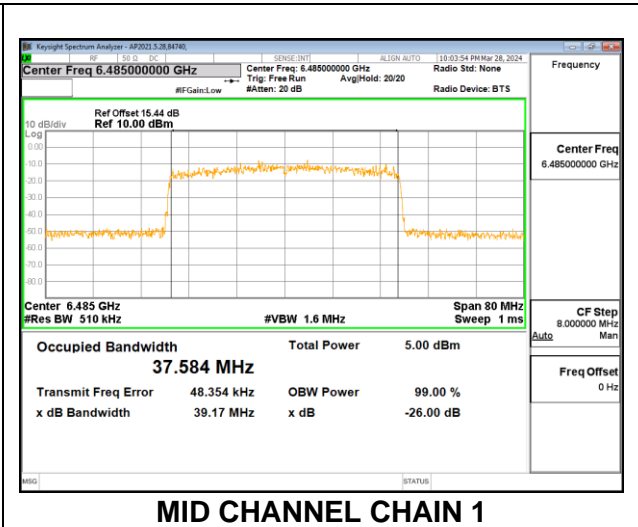 Keysight Spectrum Analyzer - AP2021.5.28,84740,
RF 50 Ω DC SENSE:INT ALIGN AUTO 10:03:54 PM Mar 28, 2024
Center Freq 6.485000000 GHz
Center Freq: 6.485000000 GHz
Radio Std: None
Trig: Free Run Avg|Hold: 20/20
#IFGain:Low #Atten: 20 dB Radio Device: BTS
Frequency
Ref Offset 15.44 dB
10 dB/div Ref 10.00 dBm
Log
0.00
-10.0
-20.0
-30.0
-40.0
-50.0
-60.0
-70.0
-80.0
Center 6.485 GHz Span 80 MHz
#Res BW 510 kHz #VBW 1.6 MHz Sweep 1 ms
Center Freq
6.485000000 GHz
CF Step
8.000000 MHz
Auto Man
Freq Offset
0 Hz
Occupied Bandwidth Total Power 5.00 dBm
37.584 MHz
Transmit Freq Error 48.354 kHz OBW Power 99.00 %
x dB Bandwidth 39.17 MHz x dB -26.00 dB
MSG STATUS
MID CHANNEL CHAIN 1